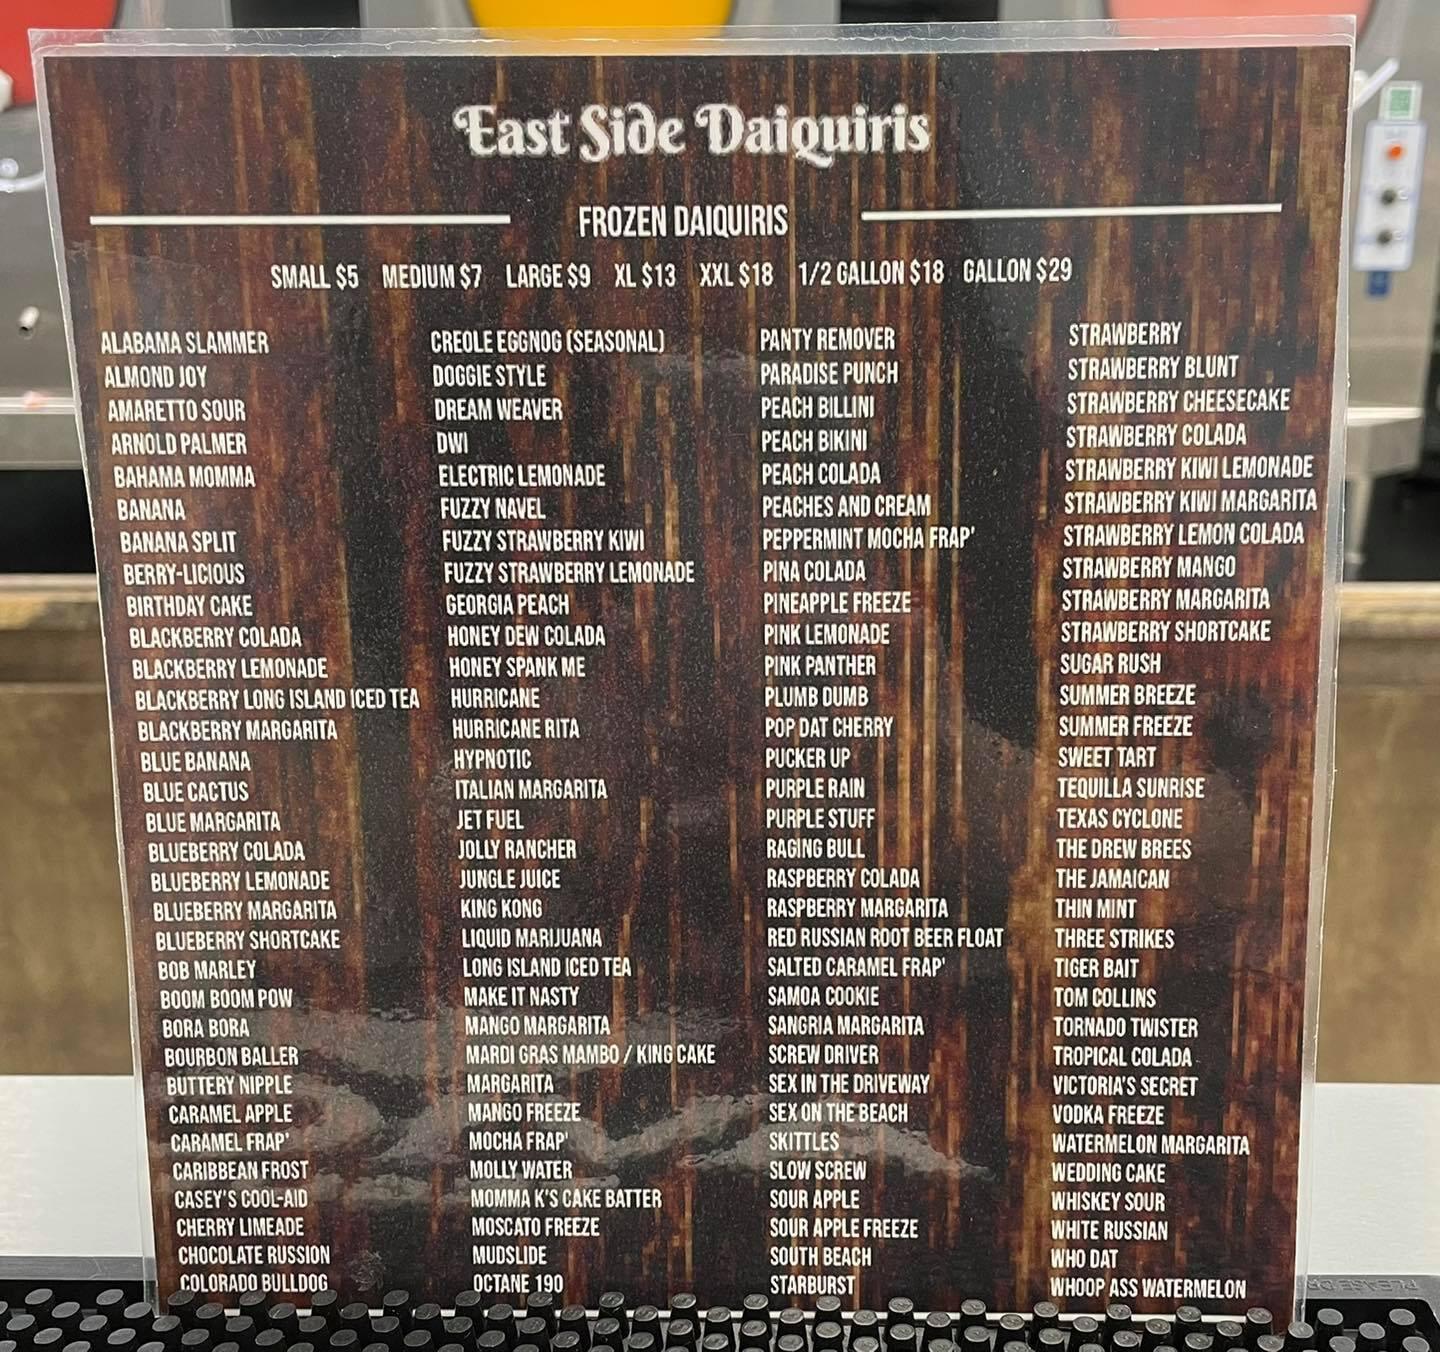 East Side Daiquiris
FROZEN DAIQUIRIS
SMALL $5 MEDIUM $7 LARGE $9 XL $13 XXL $18 1/2 GALLON $18 GALLON $29
ALABAMA SLAMMER
ALMOND JOY
AMARETTO SOUR
ARNOLD PALMER
BAHAMA MOMMA
BANANA
BANANA SPLIT
BERRY-LICIOUS
BIRTHDAY CAKE
BLACKBERRY COLADA
BLACKBERRY LEMONADE
BLACKBERRY LONG ISLAND ICED TEA
BLACKBERRY MARGARITA
BLUE BANANA
BLUE CACTUS
BLUE MARGARITA
BLUEBERRY COLADA
BLUEBERRY LEMONADE
BLUEBERRY MARGARITA
BLUEBERRY SHORTCAKE
BOB MARLEY
BOOM BOOM POW
BORA BORA
BOURBON BALLER
BUTTERY NIPPLE
CARAMEL APPLE
CARAMEL FRAP'
CARIBBEAN FROST
CASEY'S COOL-AID
CHERRY LIMEADE
CHOCOLATE RUSSION
COLORADO BULLDOG
CREOLE EGGNOG (SEASONAL)
DOGGIE STYLE
DREAM WEAVER
DWI
ELECTRIC LEMONADE
FUZZY NAVEL
FUZZY STRAWBERRY KIWI
FUZZY STRAWBERRY LEMONADE
GEORGIA PEACH
HONEY DEW COLADA
HONEY SPANK ME
HURRICANE
HURRICANE RITA
HYPNOTIC
ITALIAN MARGARITA
JET FUEL
JOLLY RANCHER
JUNGLE JUICE
KING KONG
LIQUID MARIJUANA
LONG ISLAND ICED TEA
MAKE IT NASTY
MANGO MARGARITA
MARDI GRAS MAMBO / KING CAKE
MARGARITA
MANGO FREEZE
MOCHA FRAP'
MOLLY WATER
MOMMA K'S CAKE BATTER
MOSCATO FREEZE
MUDSLIDE
OCTANE 190
PANTY REMOVER
PARADISE PUNCH
PEACH BILLINI
PEACH BIKINI
PEACH COLADA
PEACHES AND CREAM
PEPPERMINT MOCHA FRAP'
PINA COLADA
PINEAPPLE FREEZE
PINK LEMONADE
PINK PANTHER
PLUMB DUMB
POP DAT CHERRY
PUCKER UP
PURPLE RAIN
PURPLE STUFF
RAGING BULL
RASPBERRY COLADA
RASPBERRY MARGARITA
RED RUSSIAN ROOT BEER FLOAT
SALTED CARAMEL FRAP'
SAMOA COOKIE
SANGRIA MARGARITA
SCREW DRIVER
SEX IN THE DRIVEWAY
SEX ON THE BEACH
SKITTLES
SLOW SCREW
SOUR APPLE
SOUR APPLE FREEZE
SOUTH BEACH
STARBURST
STRAWBERRY
STRAWBERRY BLUNT
STRAWBERRY CHEESECAKE
STRAWBERRY COLADA
STRAWBERRY KIWI LEMONADE
STRAWBERRY KIWI MARGARITA
STRAWBERRY LEMON COLADA
STRAWBERRY MANGO
STRAWBERRY MARGARITA
STRAWBERRY SHORTCAKE
SUGAR RUSH
SUMMER BREEZE
SUMMER FREEZE
SWEET TART
TEQUILLA SUNRISE
TEXAS CYCLONE
THE DREW BREES
THE JAMAICAN
THIN MINT
THREE STRIKES
TIGER BAIT
TOM COLLINS
TORNADO TWISTER
TROPICAL COLADA
VICTORIA'S SECRET
VODKA FREEZE
WATERMELON MARGARITA
WEDDING CAKE
WHISKEY SOUR
WHITE RUSSIAN
WHO DAT
WHOOP ASS WATERMELON